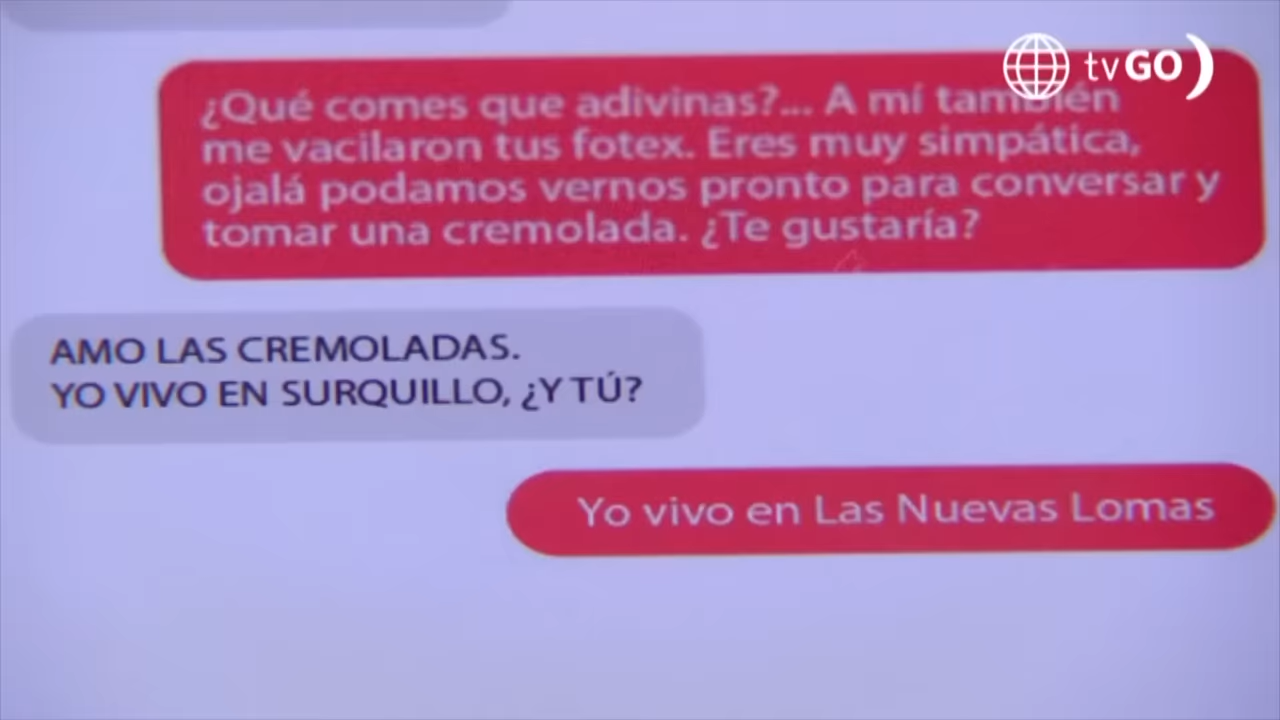 tvGO
¿Qué comes que adivinas?... A mí también
me vacilaron tus fotex. Eres muy simpática,
ojalá podamos vernos pronto para conversar y
tomar una cremolada. ¿Te gustaría?
AMO LAS CREMOLADAS.
YO VIVO EN SURQUILLO, ¿Y TÚ?
Yo vivo en Las Nuevas Lomas